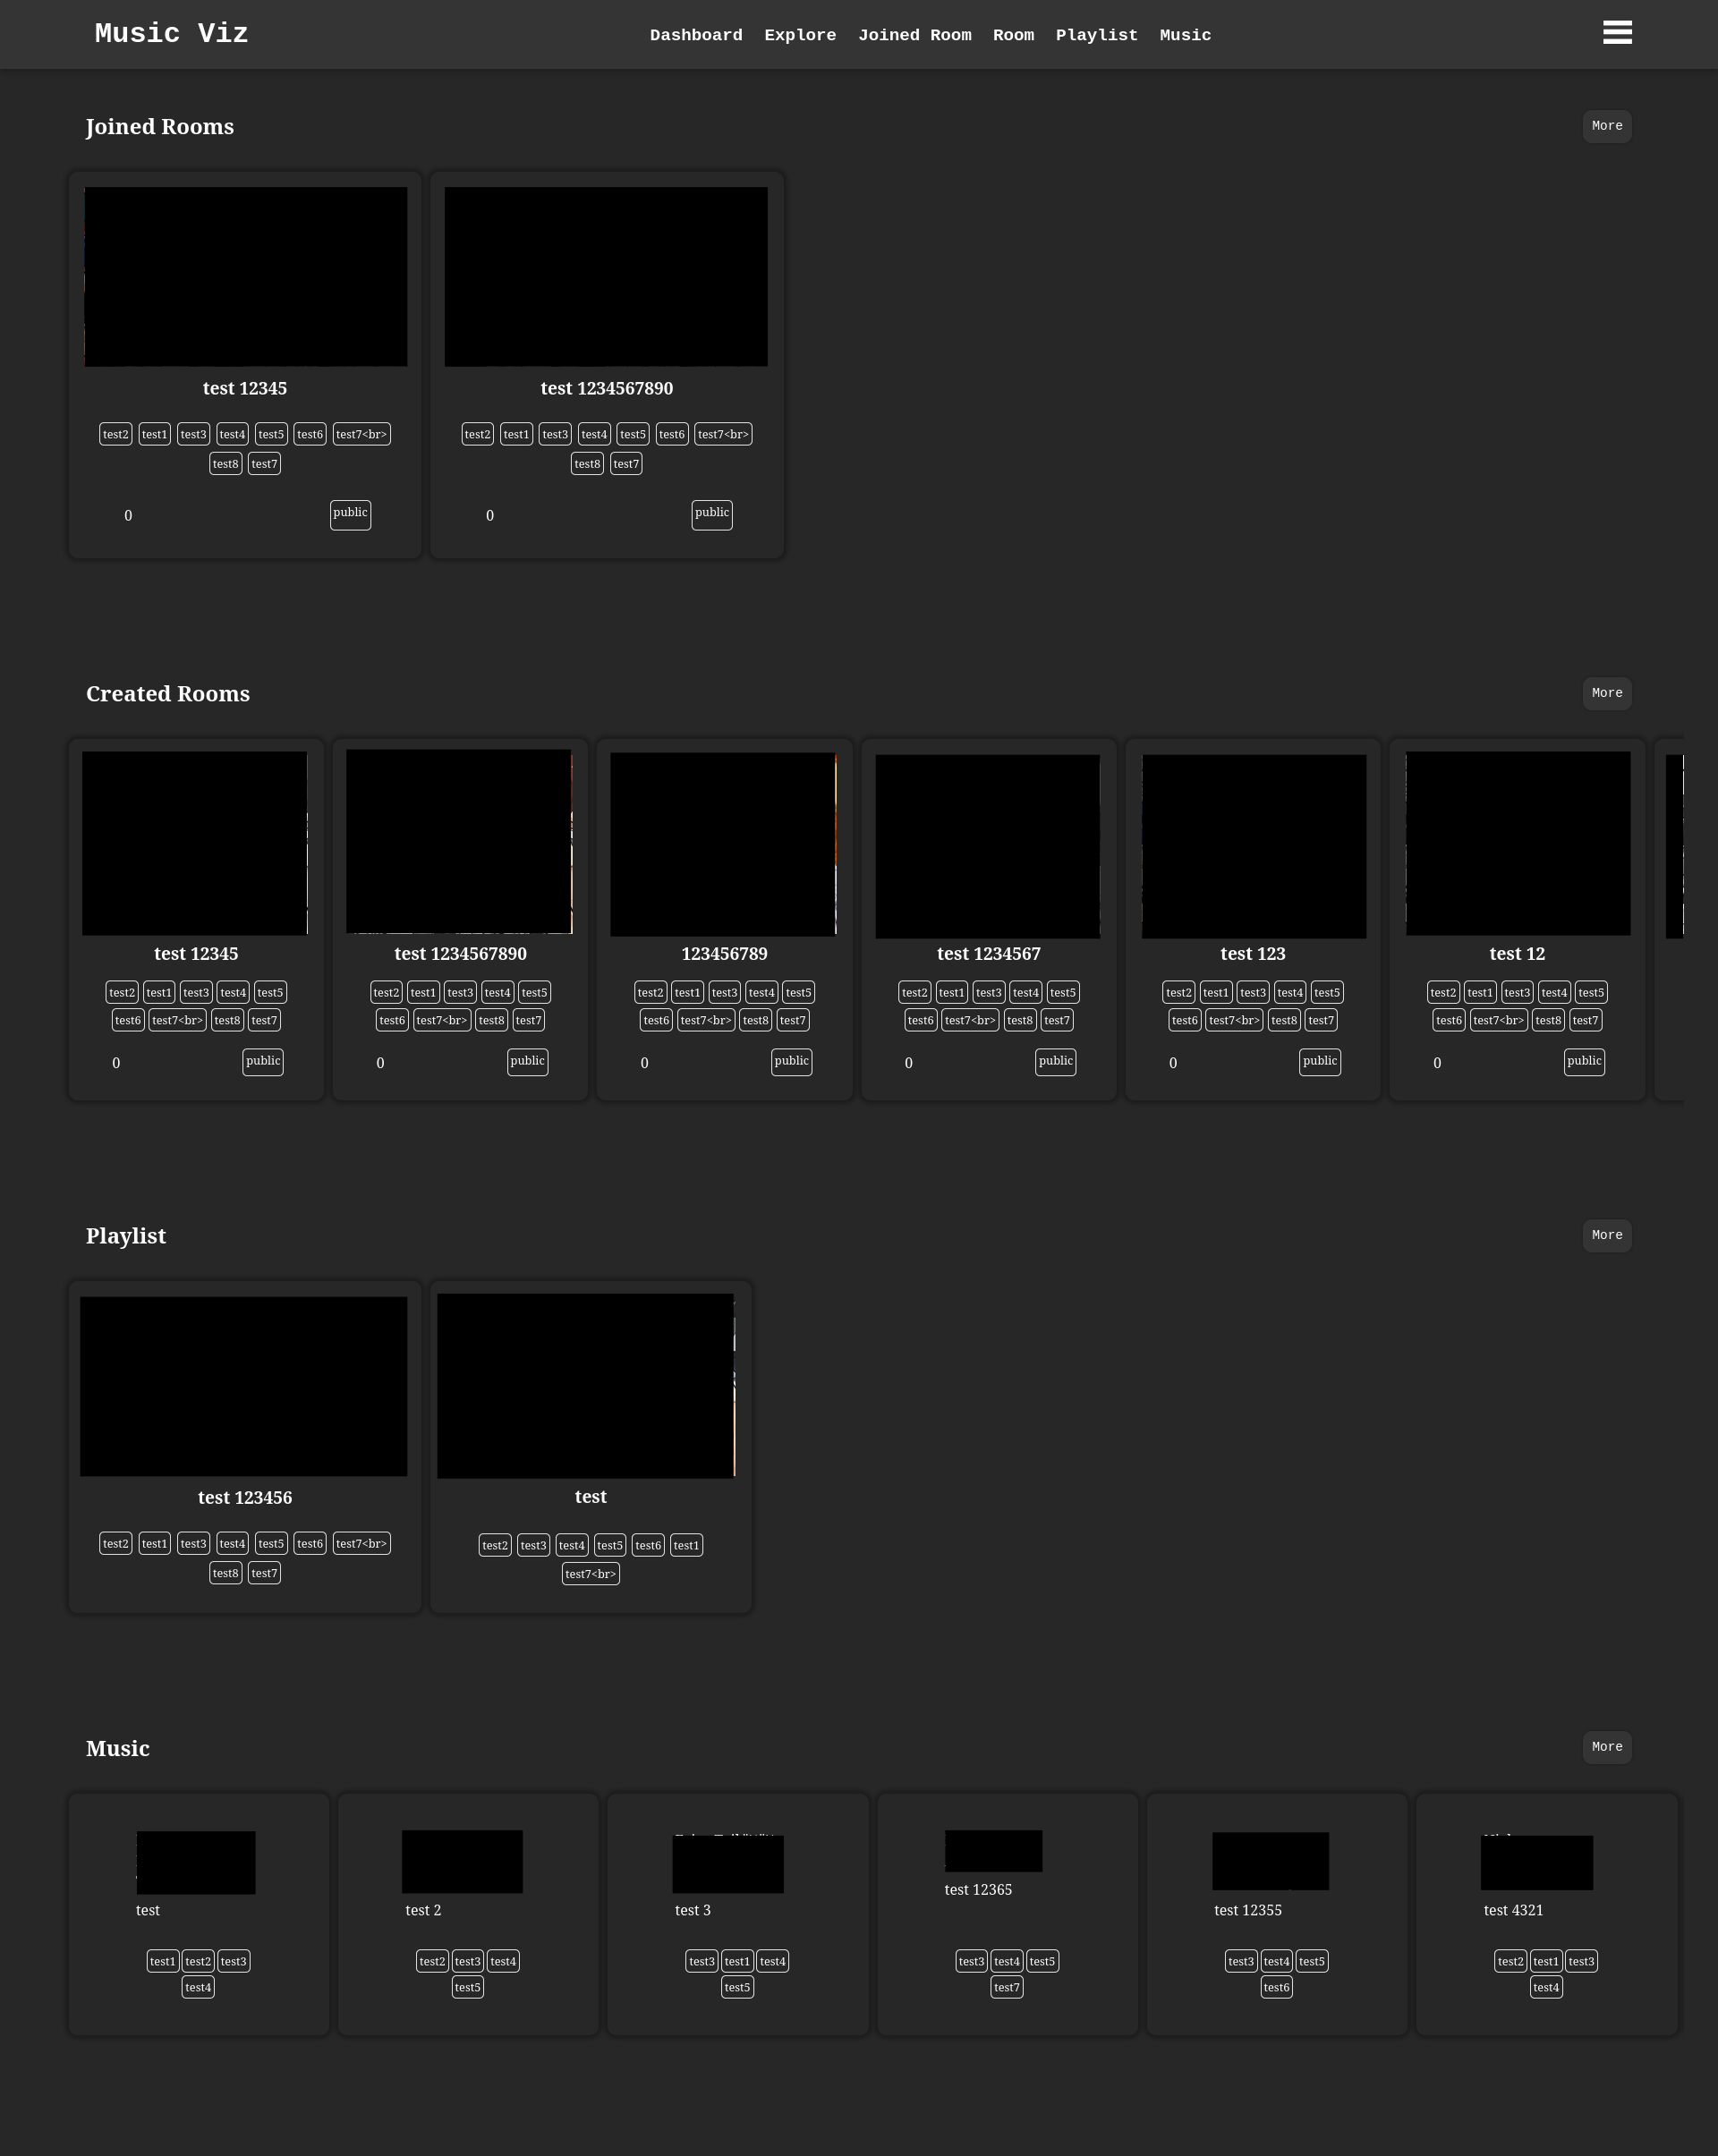 Music Viz
Dashboard Explore Joined Room Room Playlist Music
Joined Rooms
More
test 12345
test2 test1 test3 test4 test5 test6 test7<br>
test8 test7
0 public
test 1234567890
test2 test1 test3 test4 test5 test6 test7<br>
test8 test7
0 public
Created Rooms
More
test 12345
test2 test1 test3 test4 test5
test6 test7<br> test8 test7
0 public
test 1234567890
test2 test1 test3 test4 test5
test6 test7<br> test8 test7
0 public
123456789
test2 test1 test3 test4 test5
test6 test7<br> test8 test7
0 public
test 1234567
test2 test1 test3 test4 test5
test6 test7<br> test8 test7
0 public
test 123
test2 test1 test3 test4 test5
test6 test7<br> test8 test7
0 public
test 12
test2 test1 test3 test4 test5
test6 test7<br> test8 test7
0 public
Playlist
More
test 123456
test2 test1 test3 test4 test5 test6 test7<br>
test8 test7
test
test2 test3 test4 test5 test6 test1
test7<br>
Music
More
test
test1 test2 test3
test4
test 2
test2 test3 test4
test5
test 3
test3 test1 test4
test5
test 12365
test3 test4 test5
test7
test 12355
test3 test4 test5
test6
test 4321
test2 test1 test3
test4